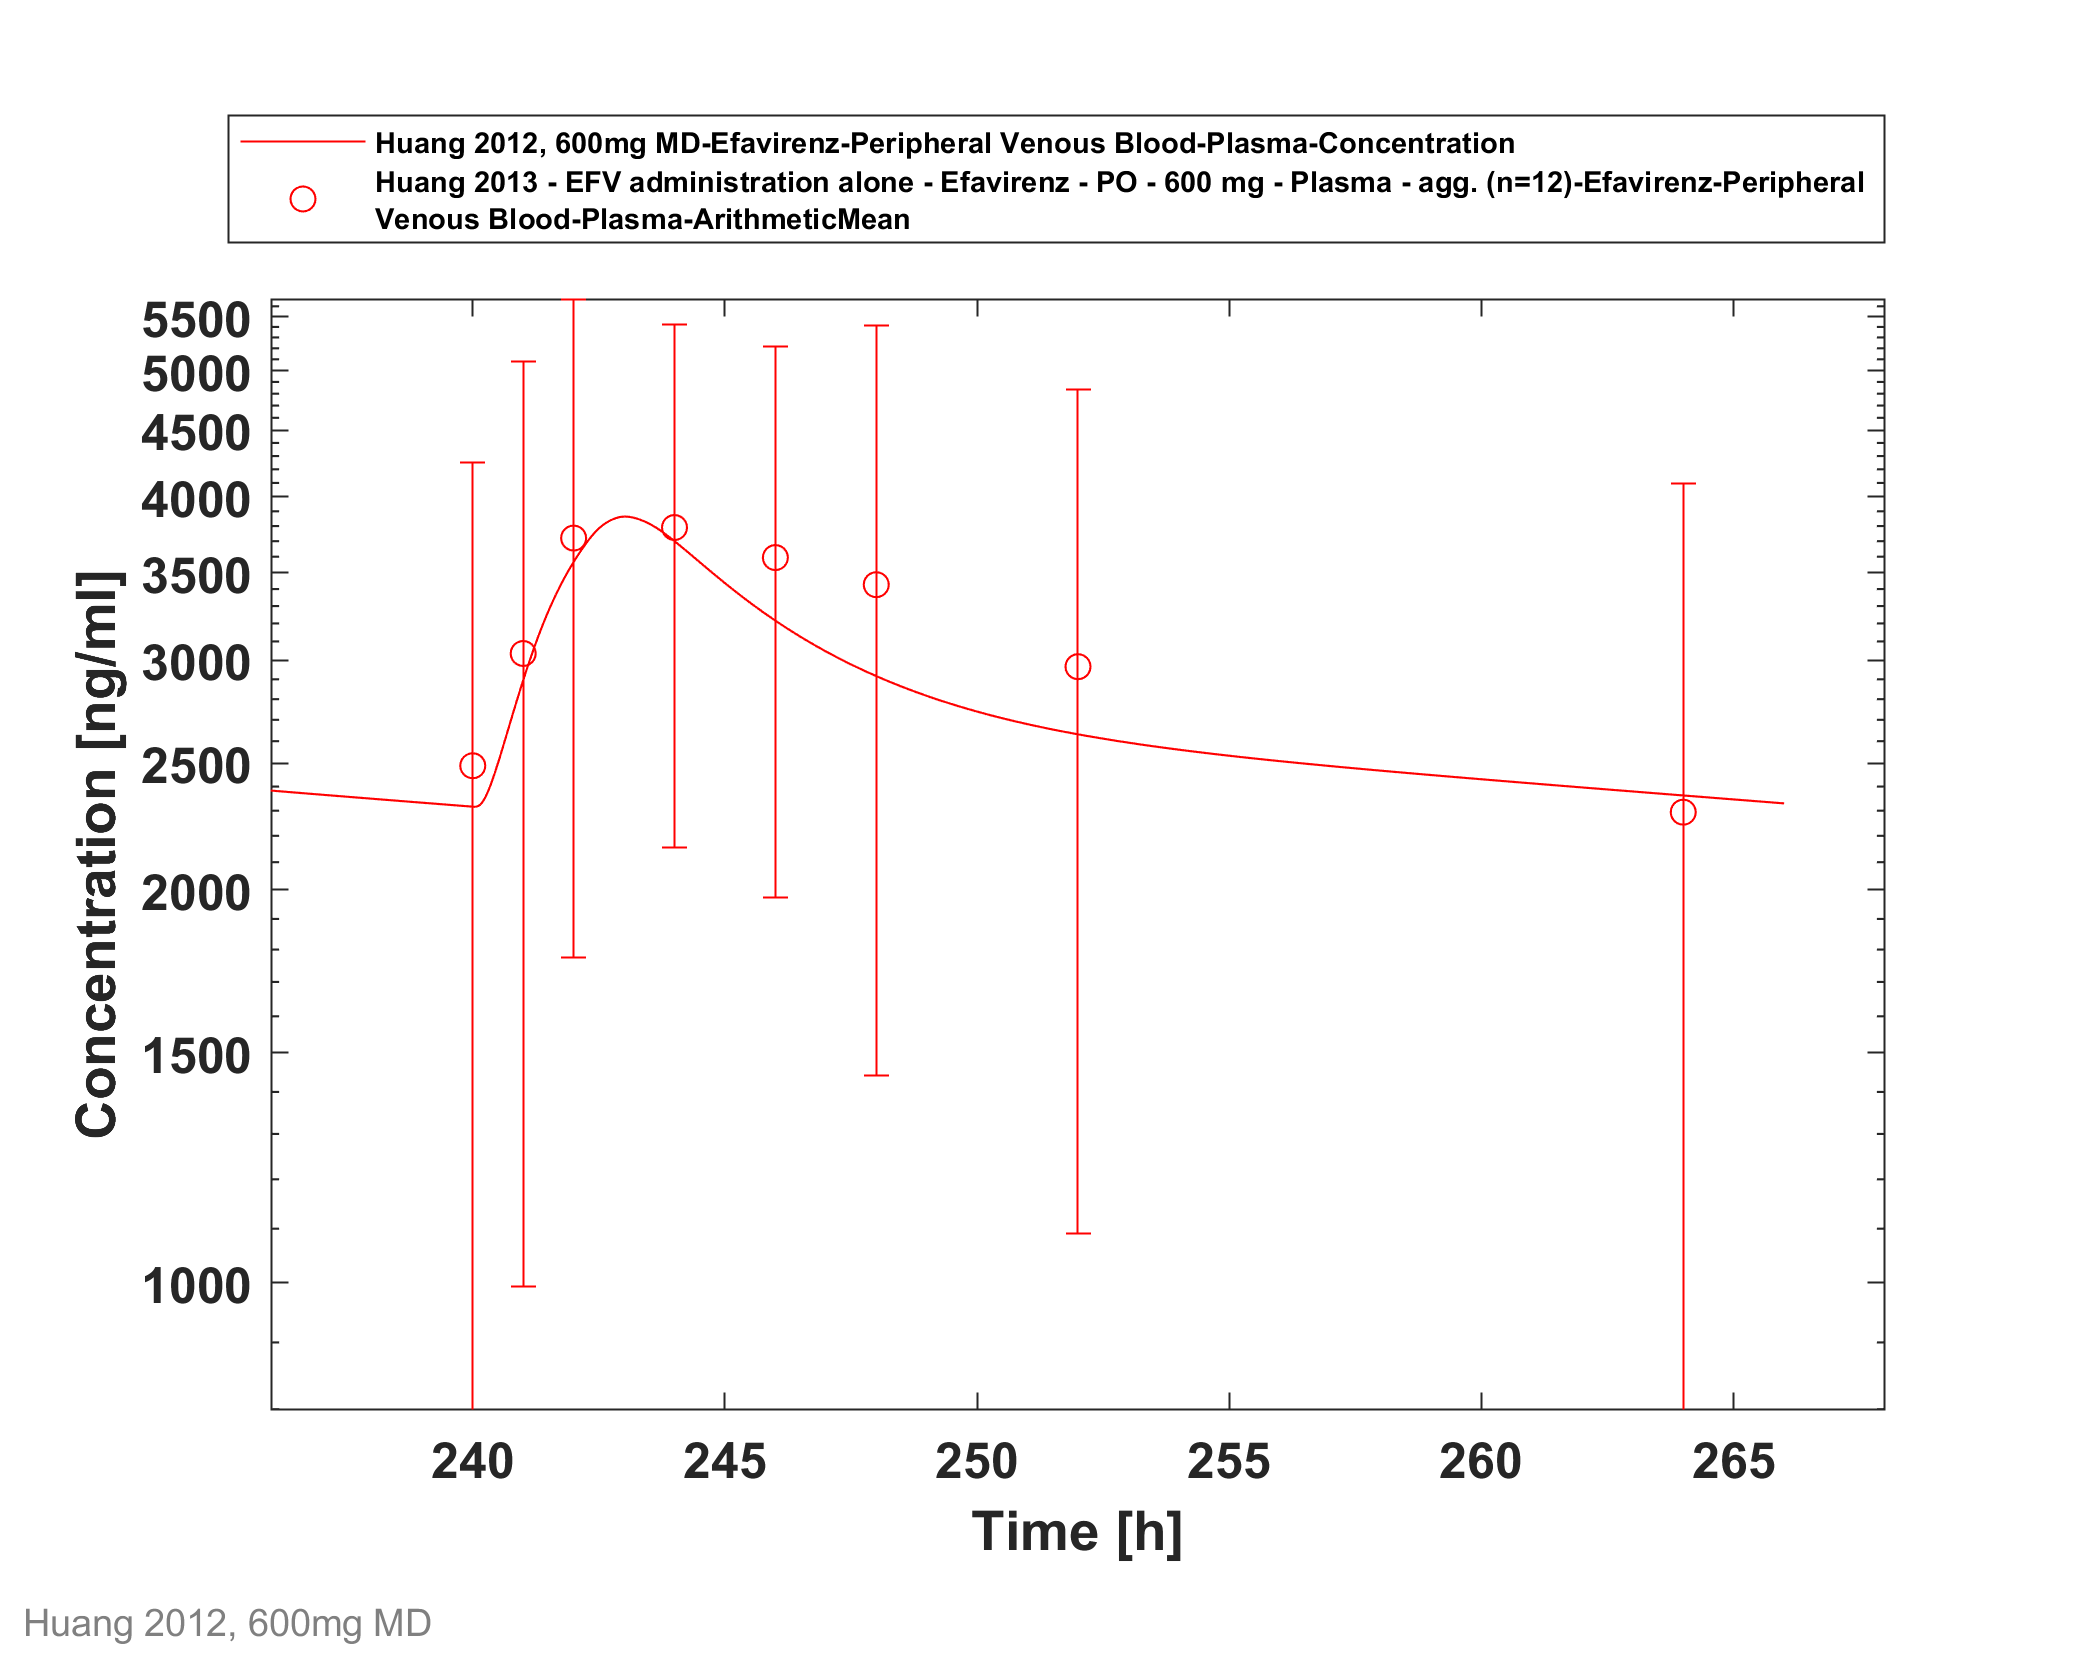 Huang 2012, 600mg MD-Efavirenz-Peripheral Venous Blood-Plasma-Concentration
Huang 2013 - EFV administration alone - Efavirenz - PO - 600 mg - Plasma - agg. (n=12)-Efavirenz-Peripheral
Venous Blood-Plasma-ArithmeticMean
5500
5000
4500
4000
3500
3000
2500
2000
1500
1000
Concentration [ng/ml]
240 245 250 255 260 265
Time [h]
Huang 2012, 600mg MD